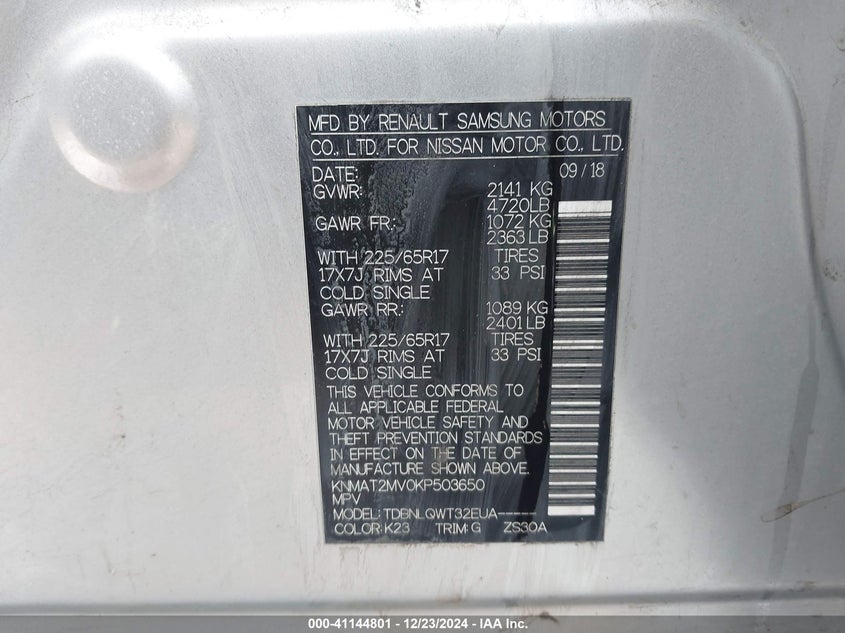 MFD BY RENAULT SAMSUNG MOTORS
CO., LTD. FOR NISSAN MOTOR CO., LTD.
DATE: 09/18
GVWR: 2141 KG
4720LB
GAWR FR.: 1072 KG
2363LB
WITH 225/65R17 TIRES
17X7J RIMS AT 33 PSI
COLD SINGLE
GAWR RR.: 1089 KG
2401LB
WITH 225/65R17 TIRES
17X7J RIMS AT 33 PSI
COLD SINGLE
THIS VEHICLE CONFORMS TO
ALL APPLICABLE FEDERAL
MOTOR VEHICLE SAFETY AND
THEFT PREVENTION STANDARDS
IN EFFECT ON THE DATE OF
MANUFACTURE SHOWN ABOVE.
KNMAT2MV0KP503650
MPV
MODEL: TDBNLQWT32EUA-----
COLOR: K23 TRIM: G ZS30A
000-41144801 - 12/23/2024 - IAA Inc.